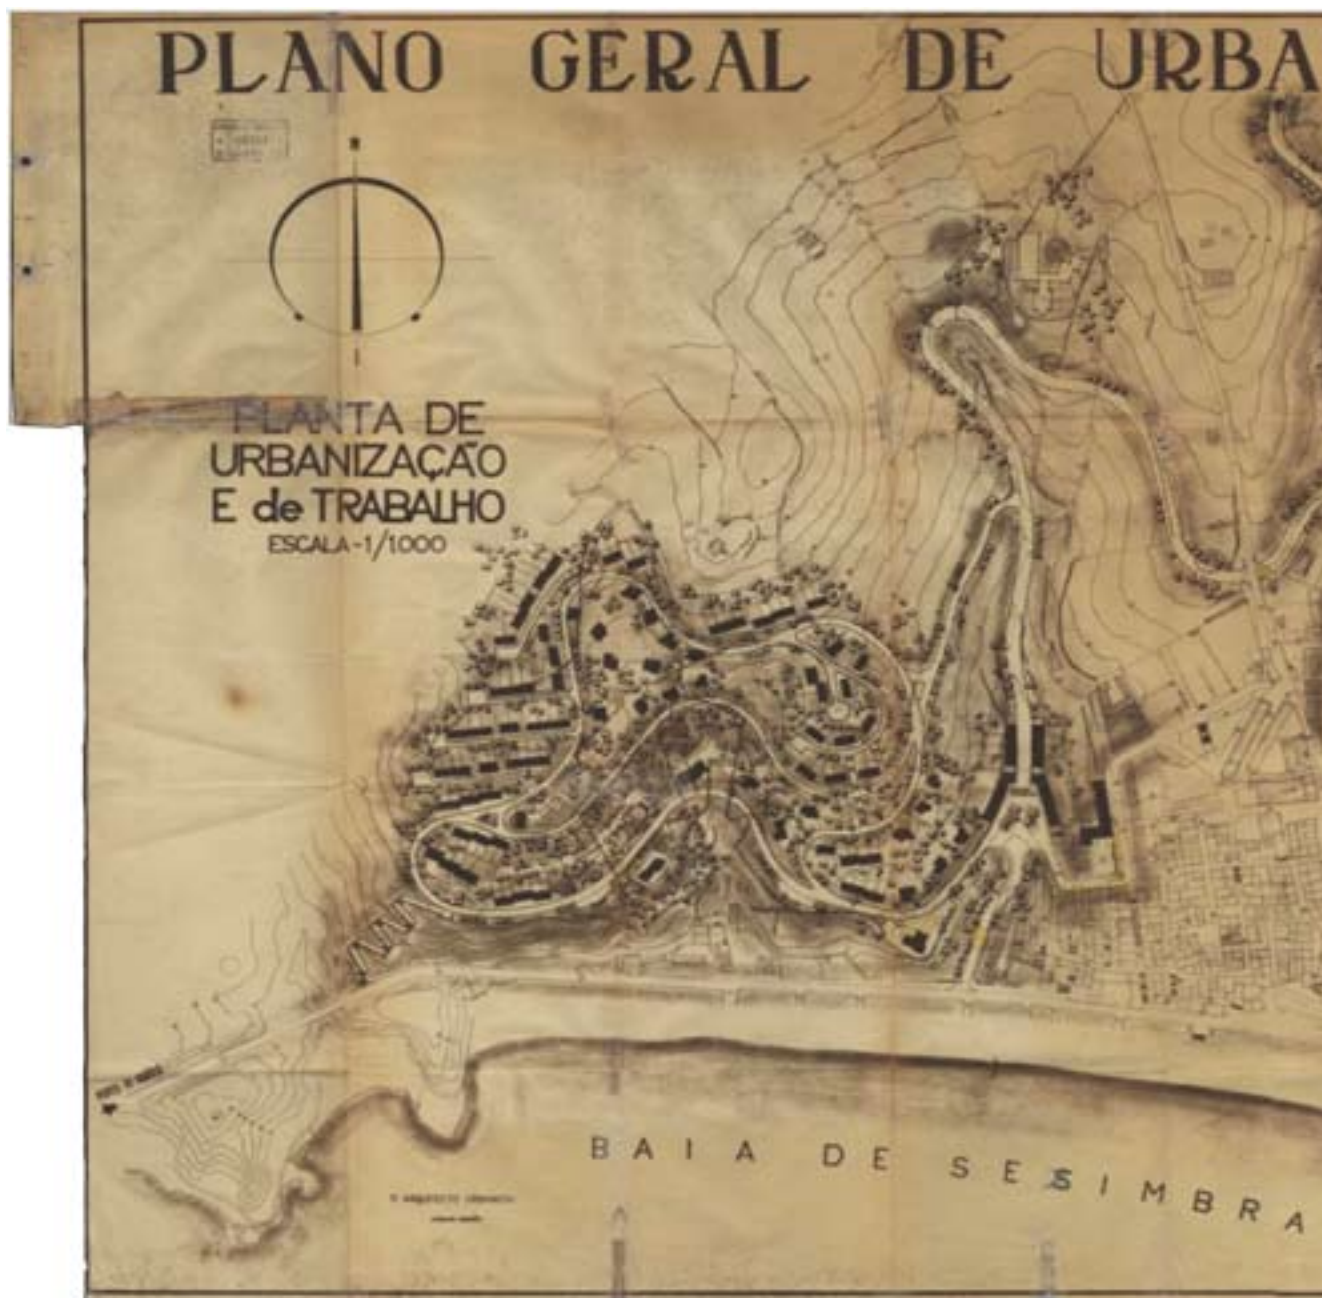 PLANO GERAL DE URBA
N
PLANTA DE
URBANIZAÇÃO
E de TRABALHO
ESCALA-1/1000
BAIA DE SESIMBRA